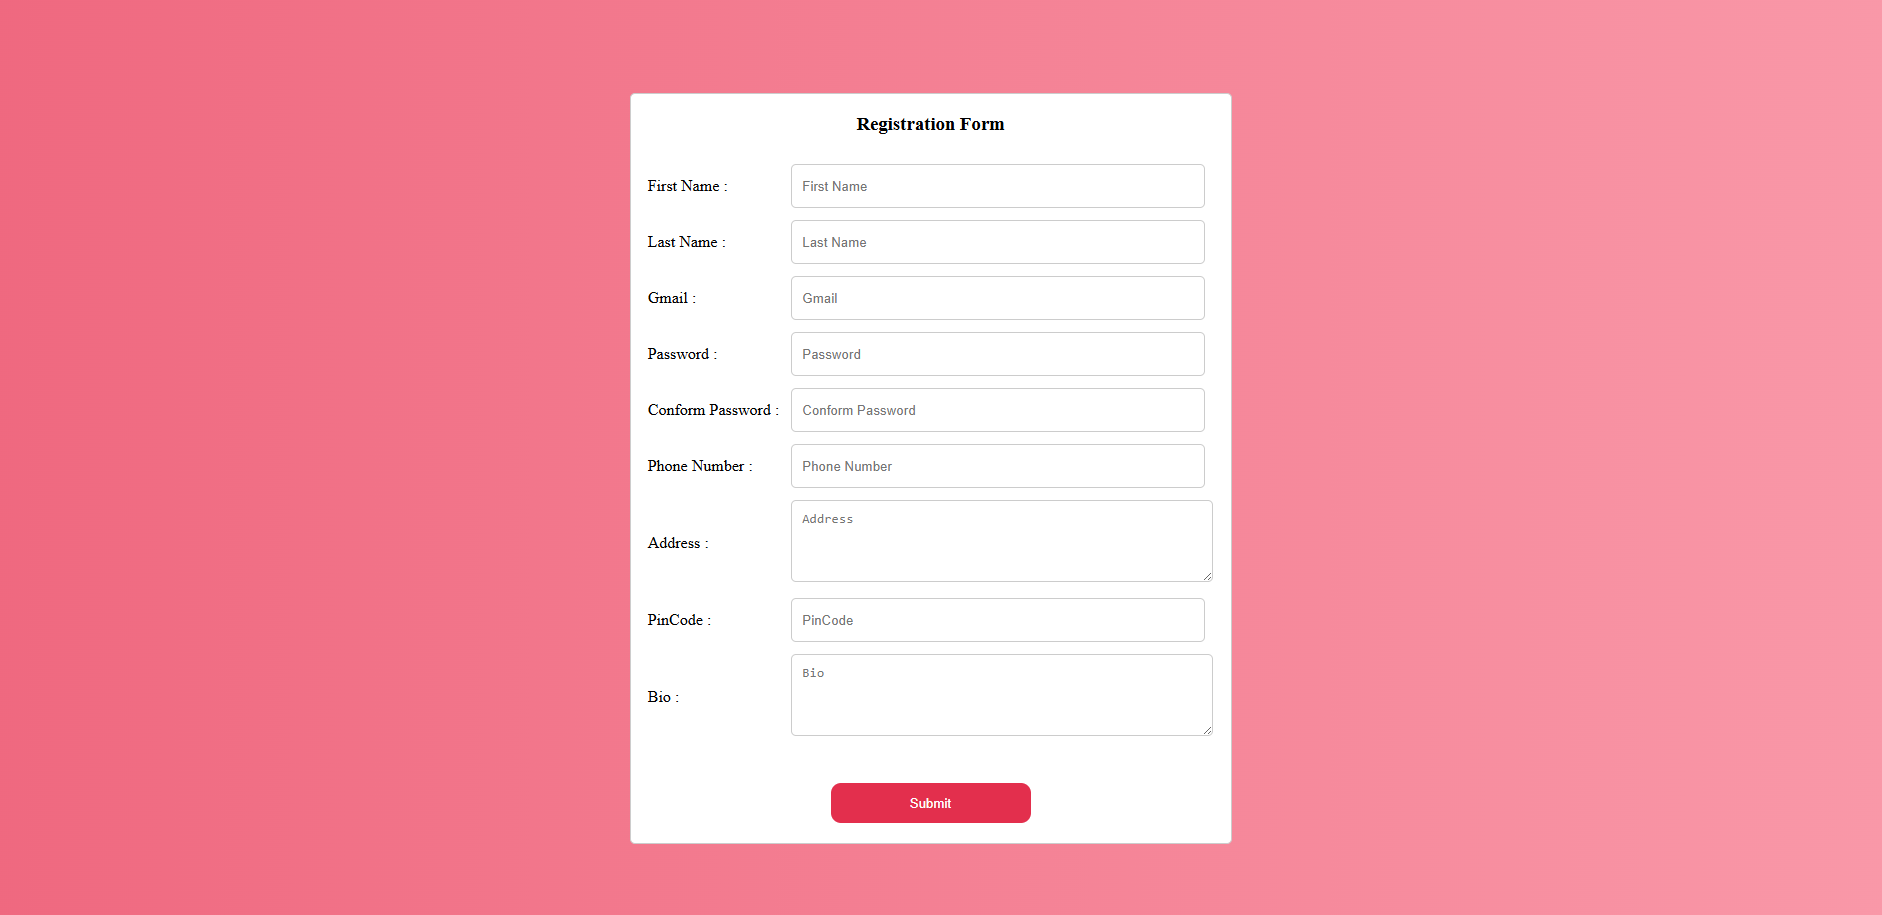 Registration Form
First Name : First Name
Last Name : Last Name
Gmail : Gmail
Password : Password
Conform Password : Conform Password
Phone Number : Phone Number
Address : Address
PinCode : PinCode
Bio : Bio
Submit